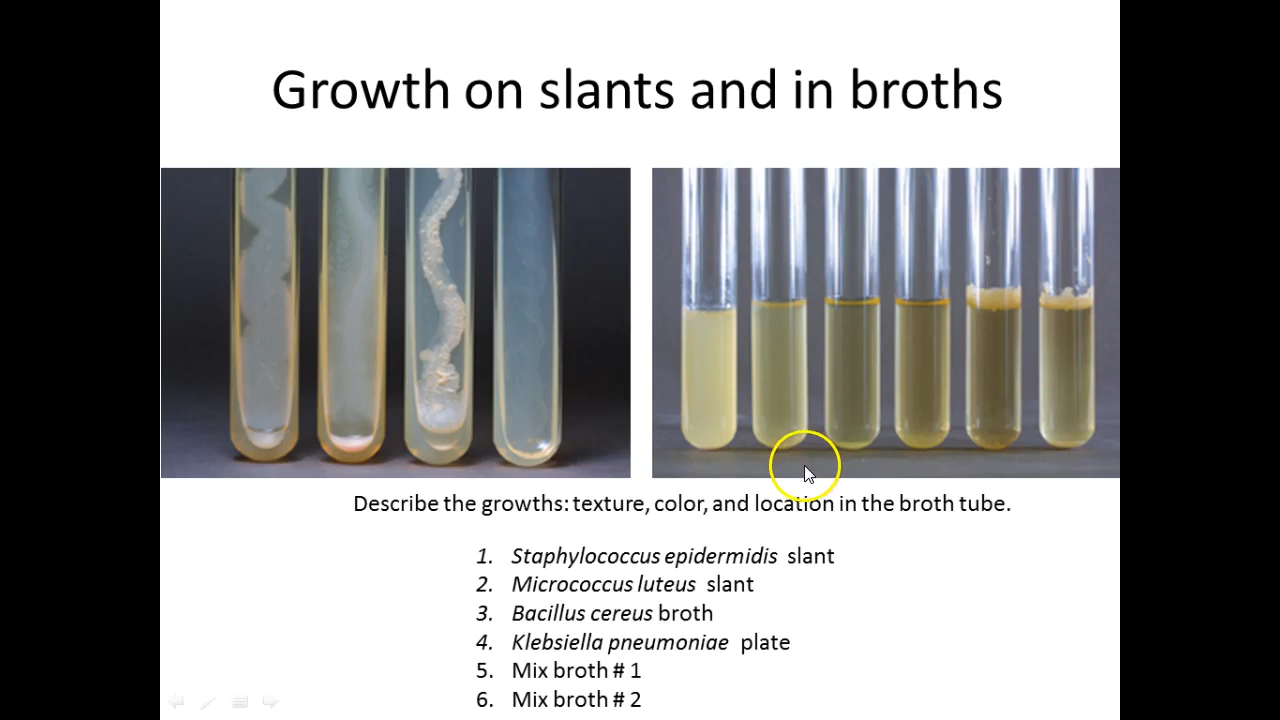 Growth on slants and in broths
Describe the growths: texture, color, and location in the broth tube.
1. Staphylococcus epidermidis slant
2. Micrococcus luteus slant
3. Bacillus cereus broth
4. Klebsiella pneumoniae plate
5. Mix broth # 1
6. Mix broth # 2